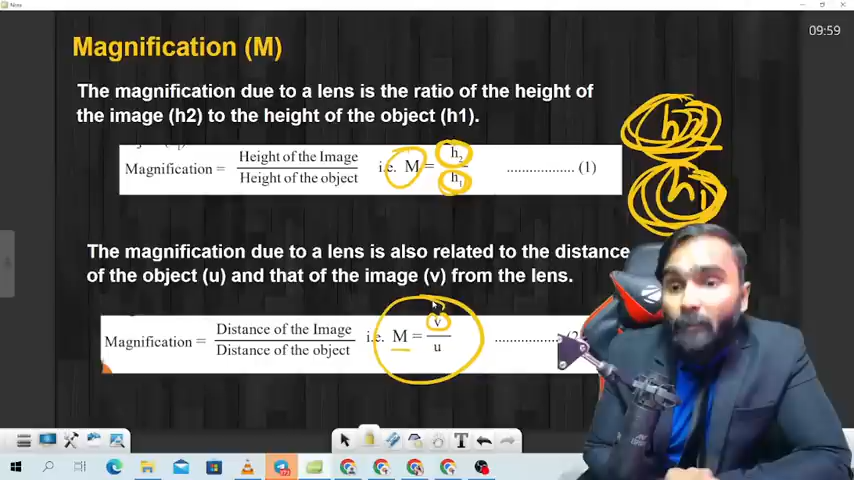 Magnification (M)
09:59
The magnification due to a lens is the ratio of the height of
the image (h2) to the height of the object (h1).
Magnification = Height of the Image / Height of the object i.e. M = h₂ / h₁ .................. (1)
h2
h1
The magnification due to a lens is also related to the distance
of the object (u) and that of the image (v) from the lens.
Magnification = Distance of the Image / Distance of the object i.e. M = v / u